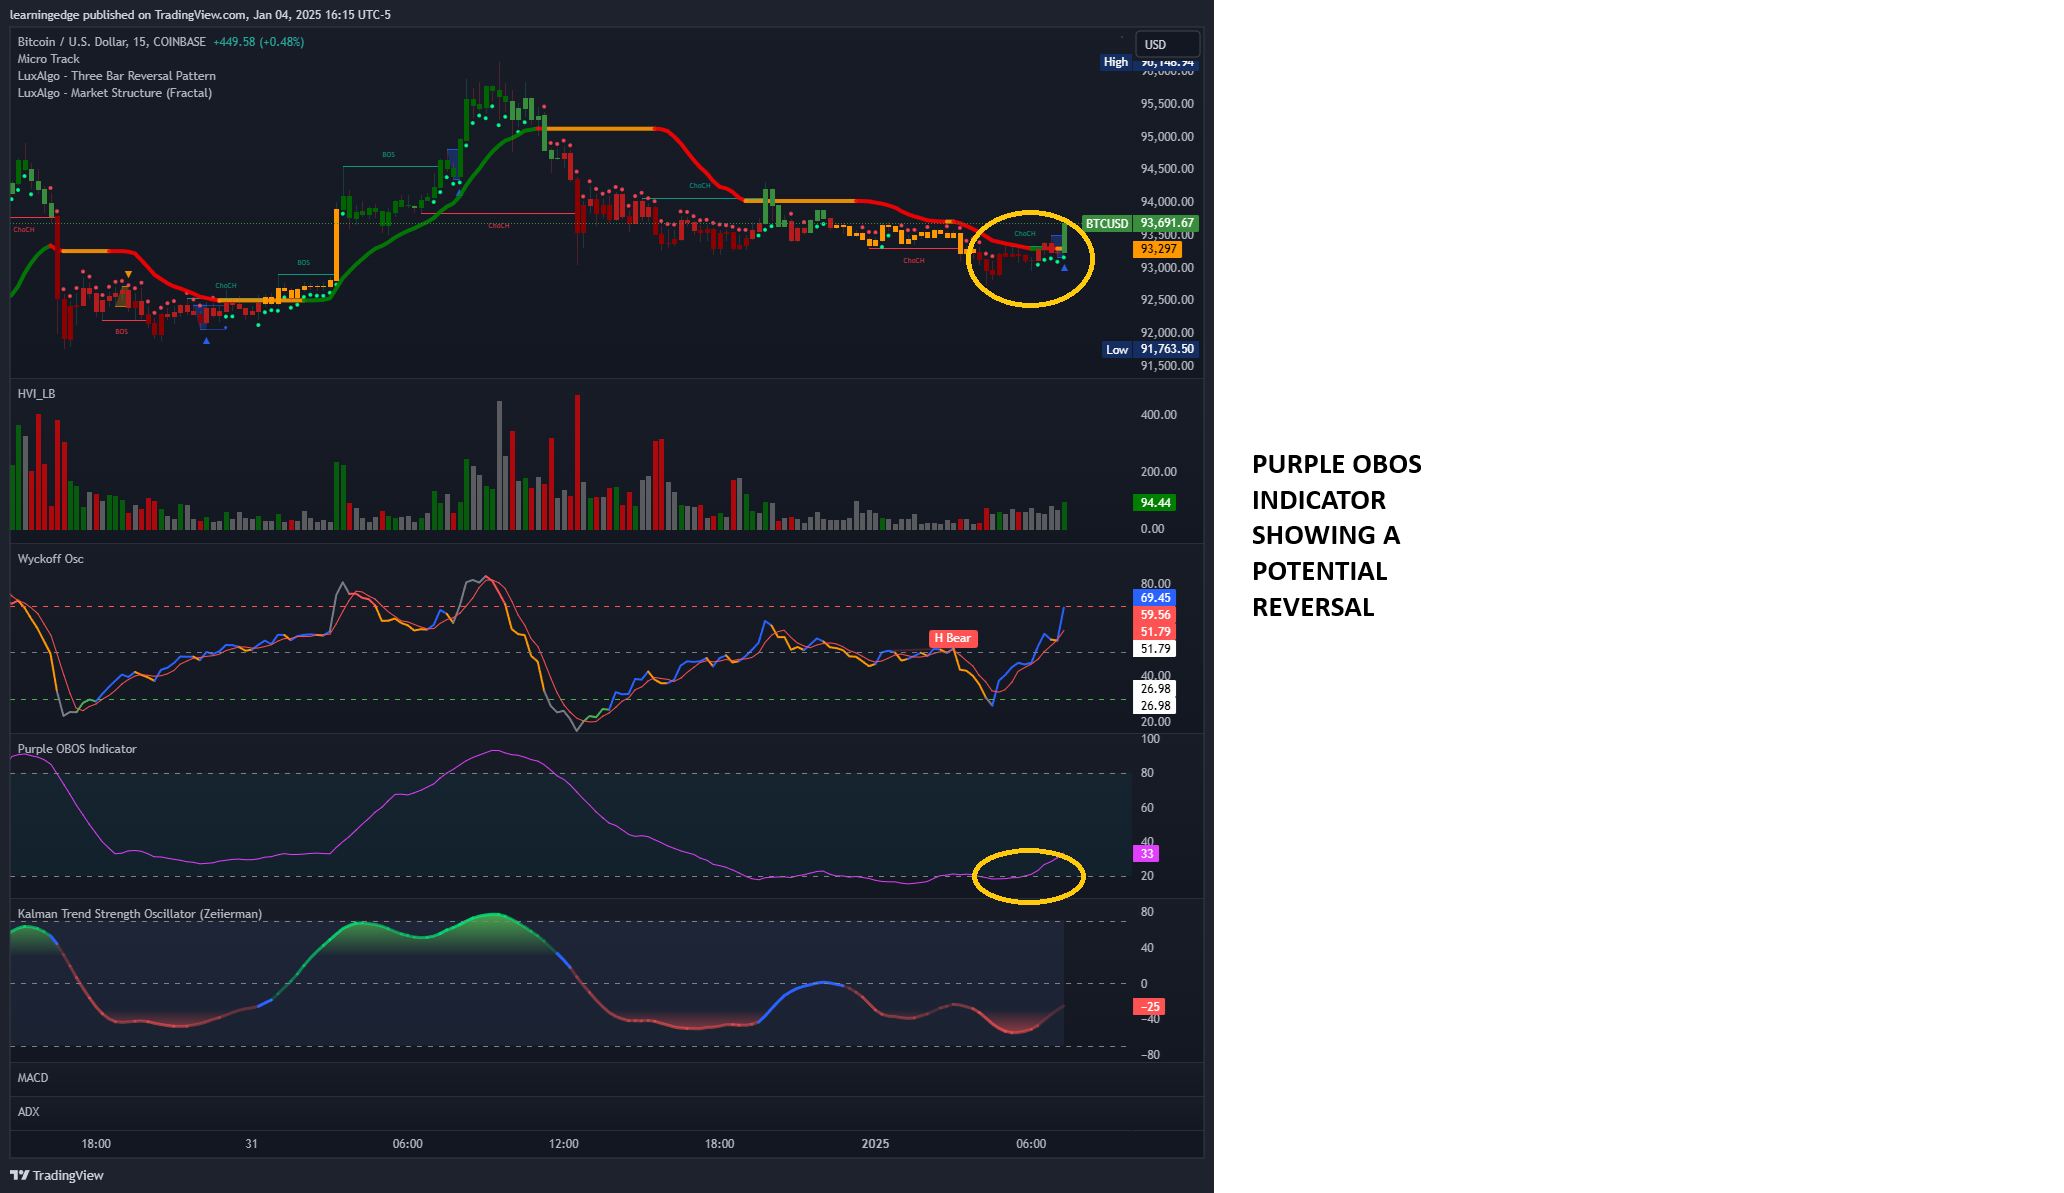 learningedge published on TradingView.com, Jan 04, 2025 16:15 UTC-5
Bitcoin / U.S. Dollar, 15, COINBASE +449.58 (+0.48%)
Micro Track
LuxAlgo - Three Bar Reversal Pattern
LuxAlgo - Market Structure (Fractal)
USD
High 96,148.94
96,000.00
95,500.00
95,000.00
94,500.00
94,000.00
BTCUSD 93,691.67
93,500.00
93,297
93,000.00
92,500.00
92,000.00
Low 91,763.50
91,500.00
BOS
ChoCH
ChoCH
ChoCH
ChoCH
BOS
ChoCH
ChoCH
BOS
HVI_LB
400.00
200.00
94.44
0.00
Wyckoff Osc
80.00
69.45
59.56
51.79
51.79
40.00
26.98
26.98
20.00
H Bear
Purple OBOS Indicator
100
80
60
40
33
20
Kalman Trend Strength Oscillator (Zeiierman)
80
40
0
−25
−40
−80
MACD
ADX
18:00 31 06:00 12:00 18:00 2025 06:00
TradingView
PURPLE OBOS
INDICATOR
SHOWING A
POTENTIAL
REVERSAL